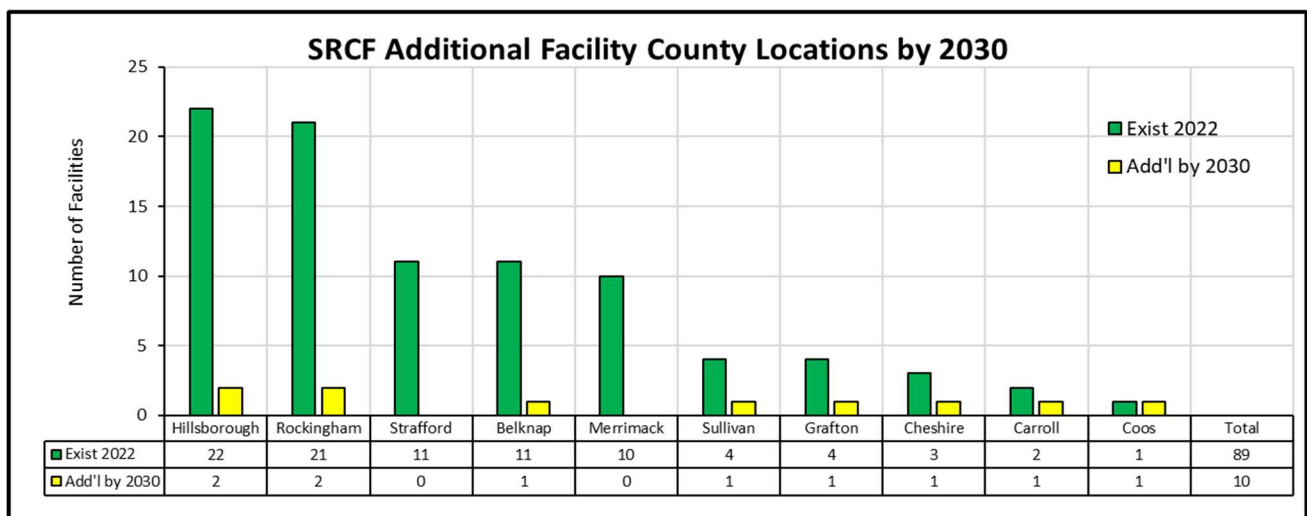 SRCF Additional Facility County Locations by 2030
Number of Facilities
25
20
15
10
5
0
Exist 2022
Add'l by 2030
Hillsborough Rockingham Strafford Belknap Merrimack Sullivan Grafton Cheshire Carroll Coos Total
Exist 2022 22 21 11 11 10 4 4 3 2 1 89
Add'l by 2030 2 2 0 1 0 1 1 1 1 1 10